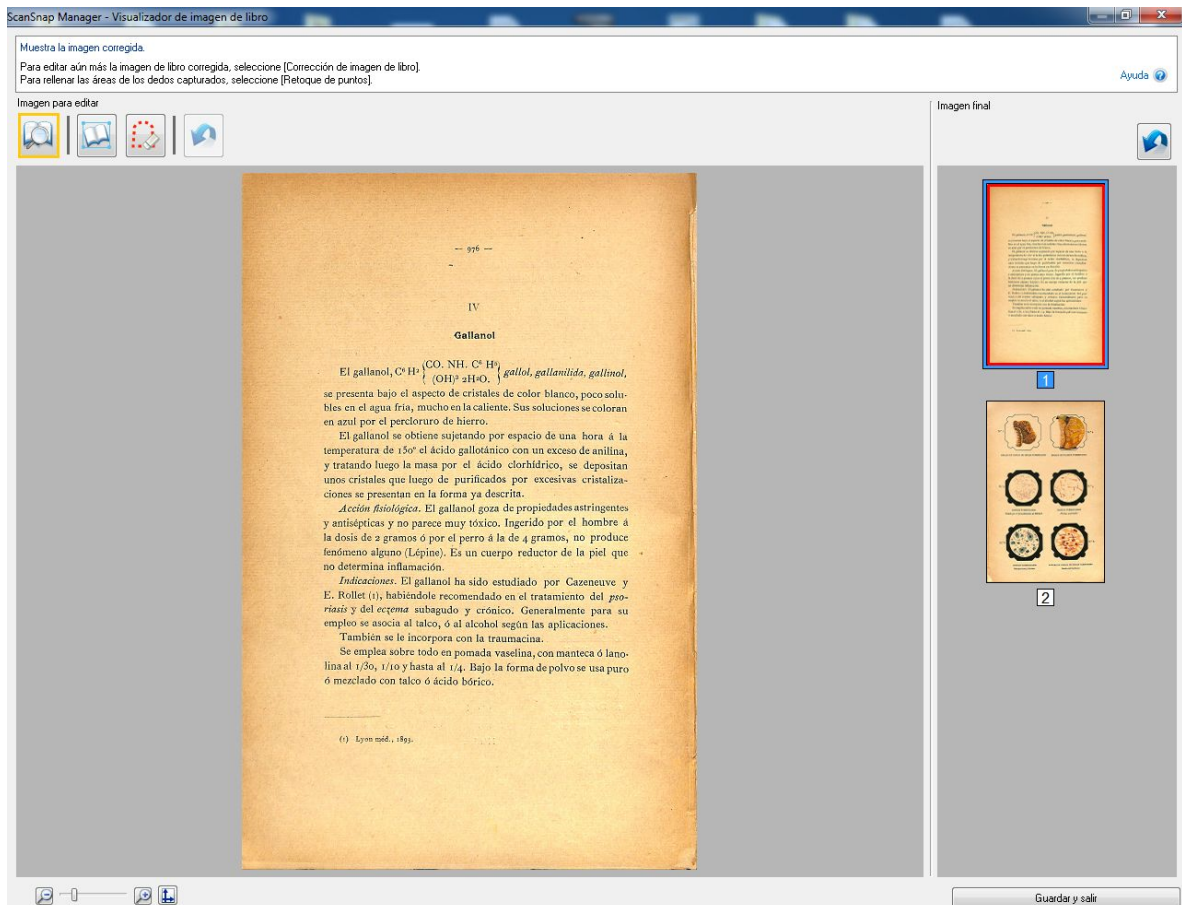 ScanSnap Manager - Visualizador de imagen de libro
Muestra la imagen corregida.
Para editar aún más la imagen de libro corregida, seleccione [Corrección de imagen de libro].
Para rellenar las áreas de los dedos capturados, seleccione [Retoque de puntos].
Ayuda
Imagen para editar
Imagen final
— 976 —
IV
Gallanol
El gallanol, C⁶ H² {CO. NH. C⁶ H⁵
(OH)³ 2H²O.} gallol, gallanilida, gallinol,
se presenta bajo el aspecto de cristales de color blanco, poco solu-
bles en el agua fria, mucho en la caliente. Sus soluciones se coloran
en azul por el percloruro de hierro.
El gallanol se obtiene sujetando por espacio de una hora á la
temperatura de 150º el ácido gallotánico con un exceso de anilina,
y tratando luego la masa por el ácido clorhídrico, se depositan
unos cristales que luego de purificados por excesivas cristaliza-
ciones se presentan en la forma ya descrita.
Acción fisiológica. El gallanol goza de propiedades astringentes
y antisépticas y no parece muy tóxico. Ingerido por el hombre á
la dosis de 2 gramos ó por el perro á la de 4 gramos, no produce
fenómeno alguno (Lépine). Es un cuerpo reductor de la piel que
no determina inflamación.
Indicaciones. El gallanol ha sido estudiado por Cazeneuve y
E. Rollet (1), habiéndole recomendado en el tratamiento del pso-
riasis y del eczema subagudo y crónico. Generalmente para su
empleo se asocia al talco, ó al alcohol según las aplicaciones.
También se le incorpora con la traumacina.
Se emplea sobre todo en pomada vaselina, con manteca ó lano-
lina al 1/30, 1/10 y hasta al 1/4. Bajo la forma de polvo se usa puro
ó mezclado con talco ó ácido bórico.
(1) Lyon méd., 1893.
1
2
Guardar y salir